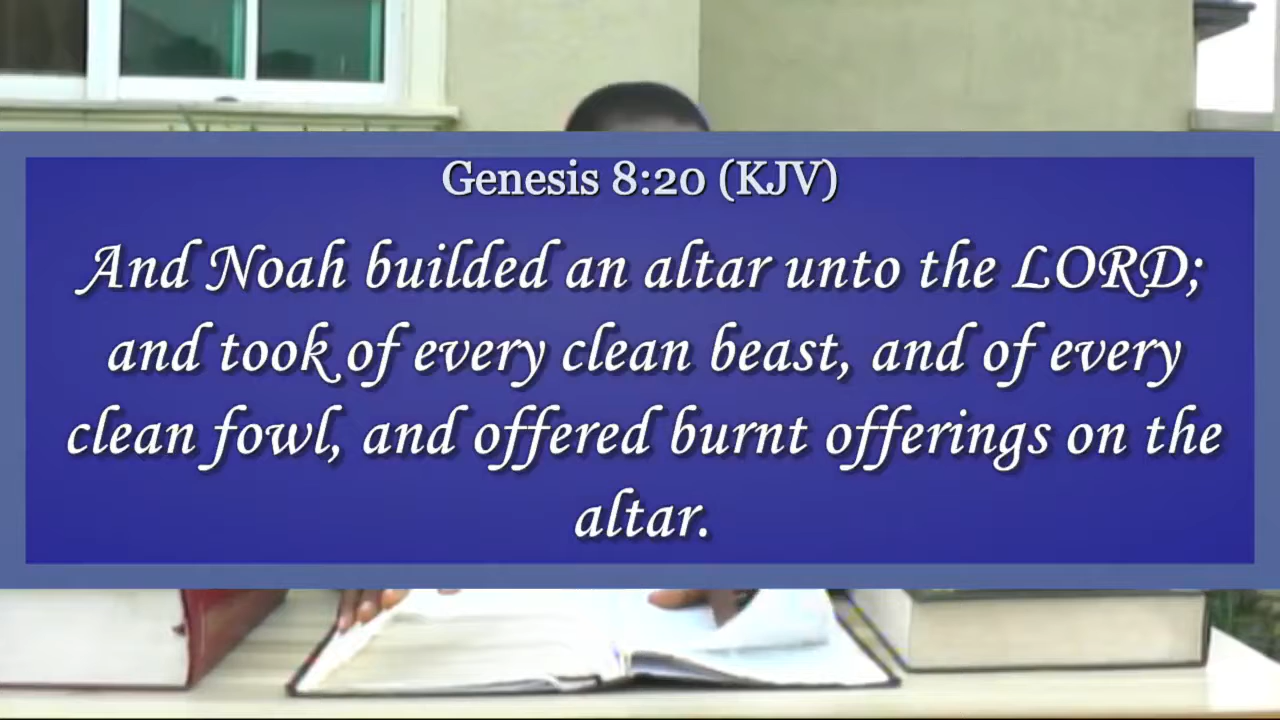 Genesis 8:20 (KJV)
And Noah builded an altar unto the LORD;
and took of every clean beast, and of every
clean fowl, and offered burnt offerings on the
altar.